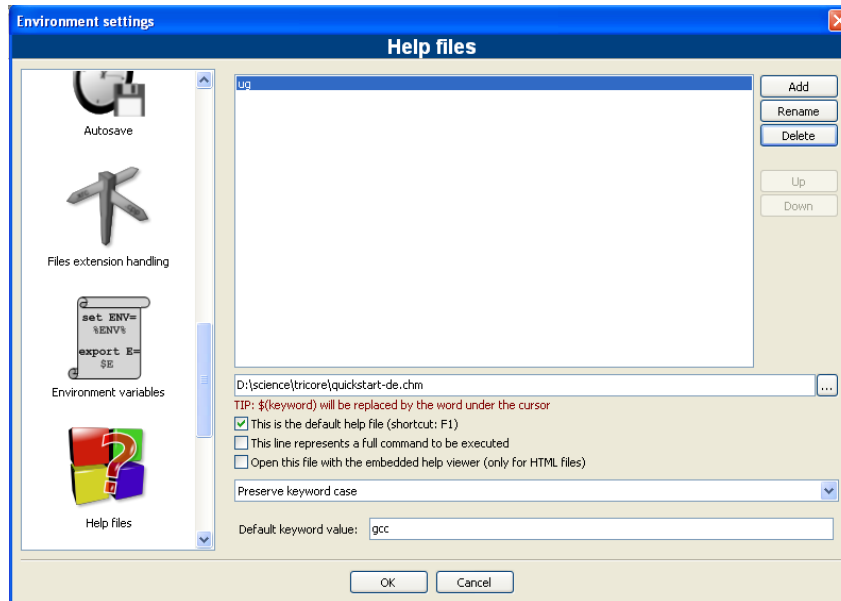 Environment settings
Help files
Autosave
Files extension handling
set ENV=
%ENV%
export E=
$E
Environment variables
Help files
ug
Add
Rename
Delete
Up
Down
D:\science\tricore\quickstart-de.chm
...
TIP: $(keyword) will be replaced by the word under the cursor
This is the default help file (shortcut: F1)
This line represents a full command to be executed
Open this file with the embedded help viewer (only for HTML files)
Preserve keyword case
Default keyword value: gcc
OK Cancel